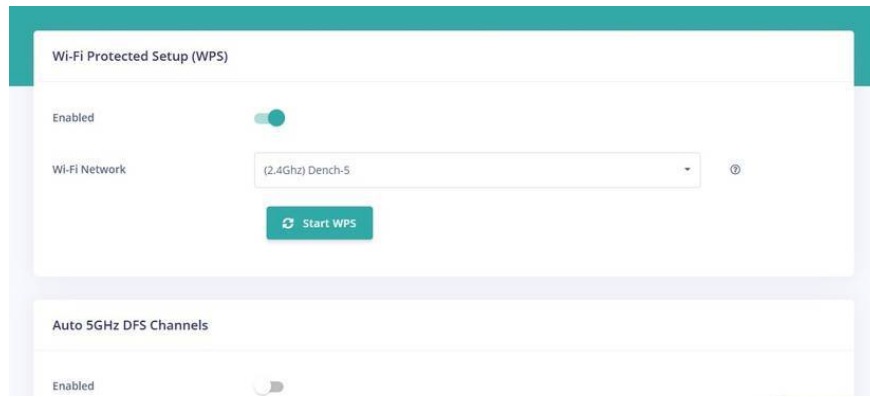 Wi-Fi Protected Setup (WPS)
Enabled
Wi-Fi Network
(2.4Ghz) Dench-5
Start WPS
Auto 5GHz DFS Channels
Enabled